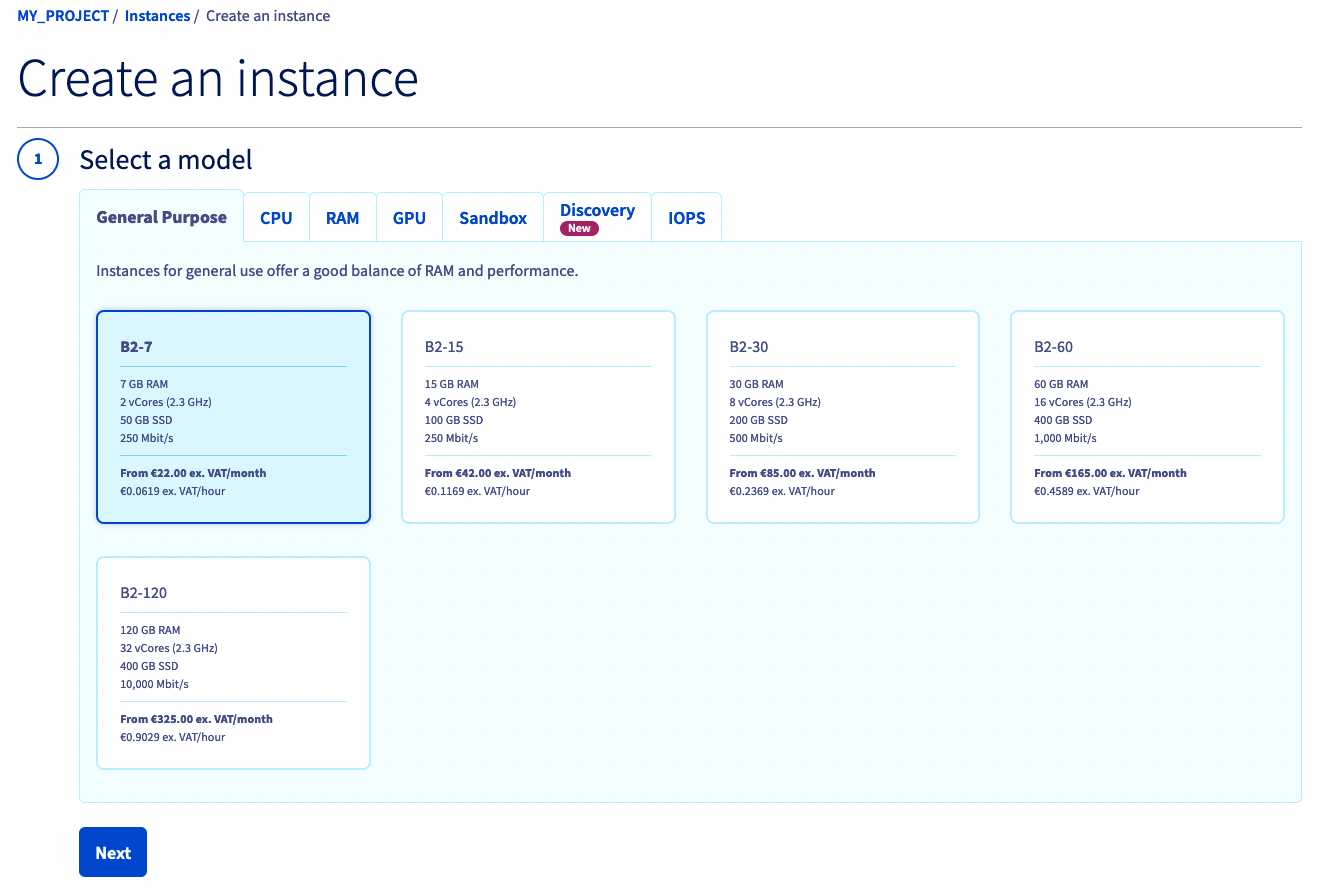 MY_PROJECT / Instances / Create an instance
Create an instance
1 Select a model
General Purpose CPU RAM GPU Sandbox Discovery New IOPS
Instances for general use offer a good balance of RAM and performance.
B2-7
7 GB RAM
2 vCores (2.3 GHz)
50 GB SSD
250 Mbit/s
From €22.00 ex. VAT/month
€0.0619 ex. VAT/hour
B2-15
15 GB RAM
4 vCores (2.3 GHz)
100 GB SSD
250 Mbit/s
From €42.00 ex. VAT/month
€0.1169 ex. VAT/hour
B2-30
30 GB RAM
8 vCores (2.3 GHz)
200 GB SSD
500 Mbit/s
From €85.00 ex. VAT/month
€0.2369 ex. VAT/hour
B2-60
60 GB RAM
16 vCores (2.3 GHz)
400 GB SSD
1,000 Mbit/s
From €165.00 ex. VAT/month
€0.4589 ex. VAT/hour
B2-120
120 GB RAM
32 vCores (2.3 GHz)
400 GB SSD
10,000 Mbit/s
From €325.00 ex. VAT/month
€0.9029 ex. VAT/hour
Next